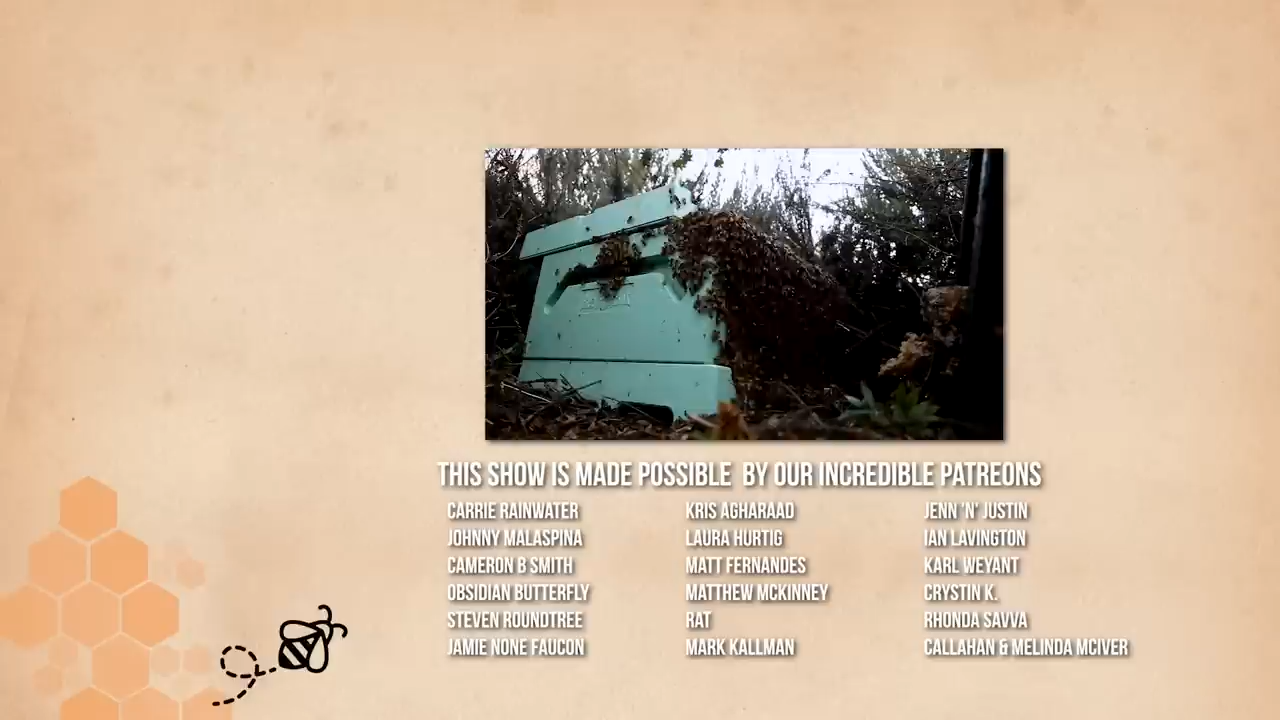 THIS SHOW IS MADE POSSIBLE BY OUR INCREDIBLE PATREONS
CARRIE RAINWATER
JOHNNY MALASPINA
CAMERON B SMITH
OBSIDIAN BUTTERFLY
STEVEN ROUNDTREE
JAMIE NONE FAUCON
KRIS AGHARAAD
LAURA HURTIG
MATT FERNANDES
MATTHEW MCKINNEY
RAT
MARK KALLMAN
JENN 'N' JUSTIN
IAN LAVINGTON
KARL WEYANT
CRYSTIN K.
RHONDA SAVVA
CALLAHAN & MELINDA MCIVER